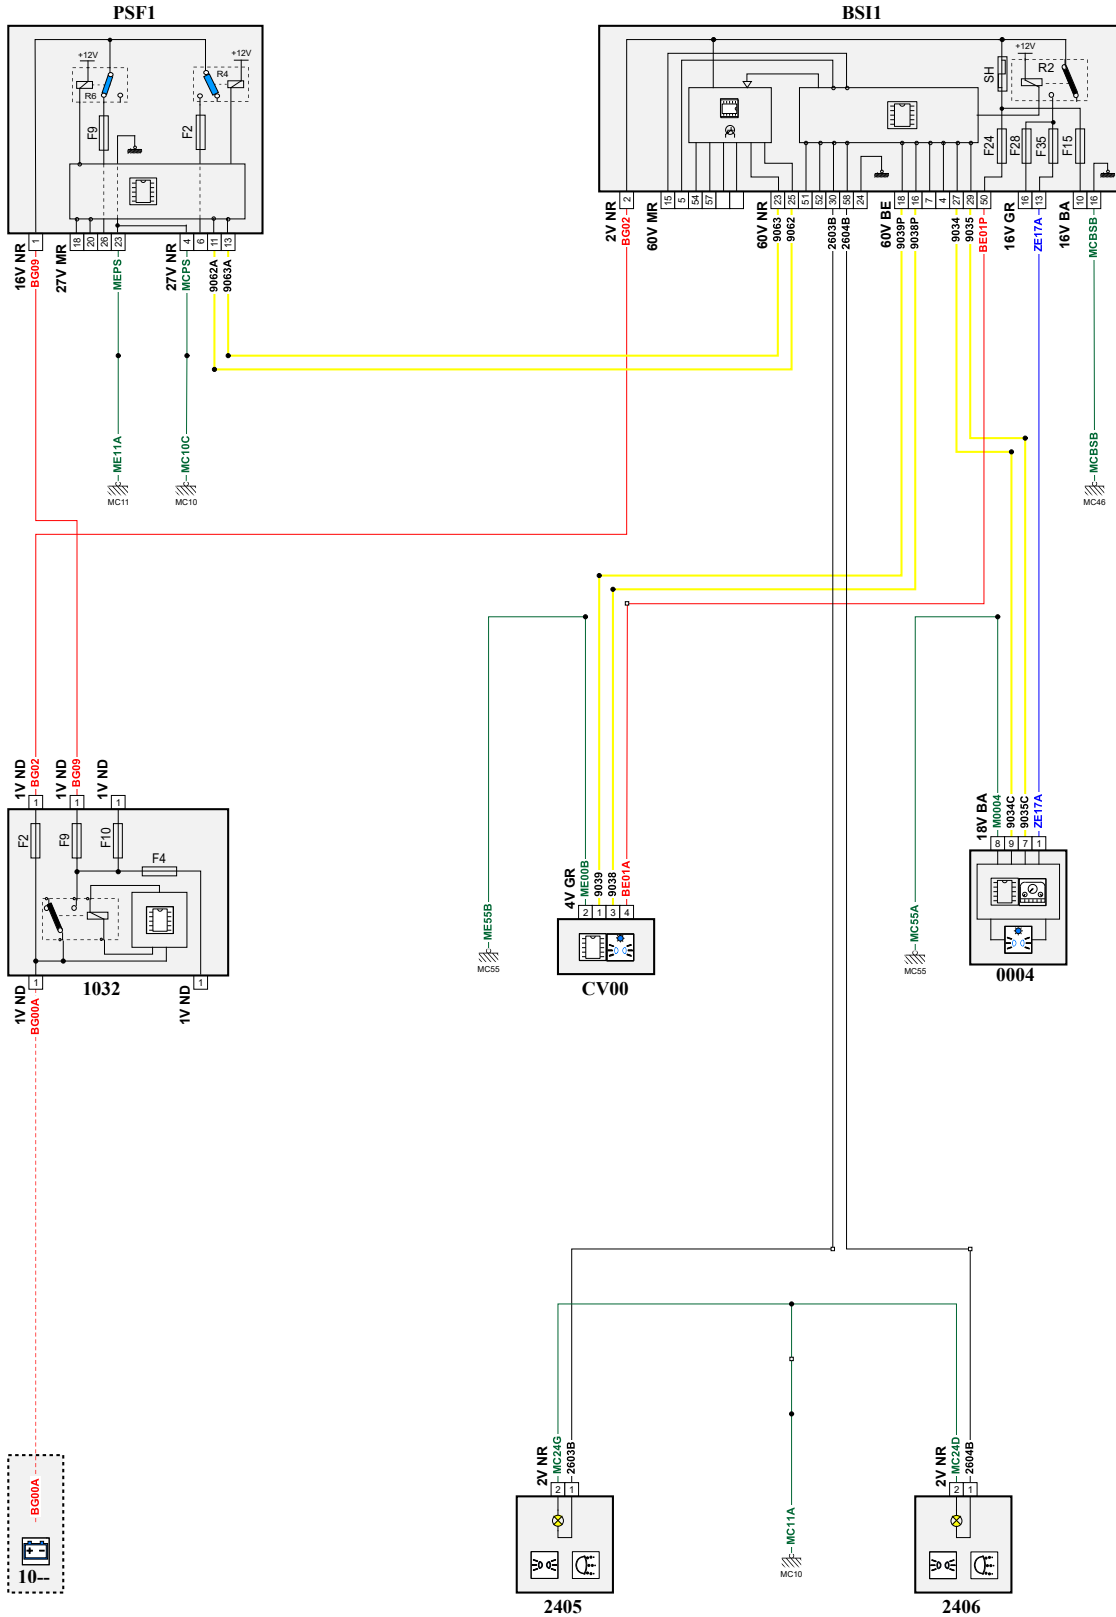 PSF1
BSI1
+12V
+12V
R4
R6
F9
F2
+12V
SH
R2
F24
F28
F35
F15
16V NR
1
BG09
27V MR
18
20
26
23
MEPS
27V NR
4
6
11
13
MCPS
9062A
9063A
2V NR
2
BG02
60V MR
15
5
54
57
60V NR
23
25
51
52
30
58
24
9063
9062
2603B
2604B
60V BE
18
16
7
4
27
29
50
9039P
9038P
9034
9035
BE01P
16V GR
16
13
ZE17A
16V BA
10
16
MCBSB
ME11A
MC11
MC10C
MC10
MCBSB
MC46
1V ND
BG02
1V ND
BG09
1V ND
1
1
1
F2
F9
F10
F4
1
1
1V ND
BG00A
1032
1V ND
4V GR
ME00B
9039
9038
BE01A
2
1
3
4
CV00
ME55B
MC55
18V BA
M0004
9034C
9035C
ZE17A
8
9
7
1
0004
MC55A
MC55
2V NR
MC24G
2603B
2
1
2405
MC11A
MC10
2V NR
MC24D
2604B
2
1
2406
BG00A
10--